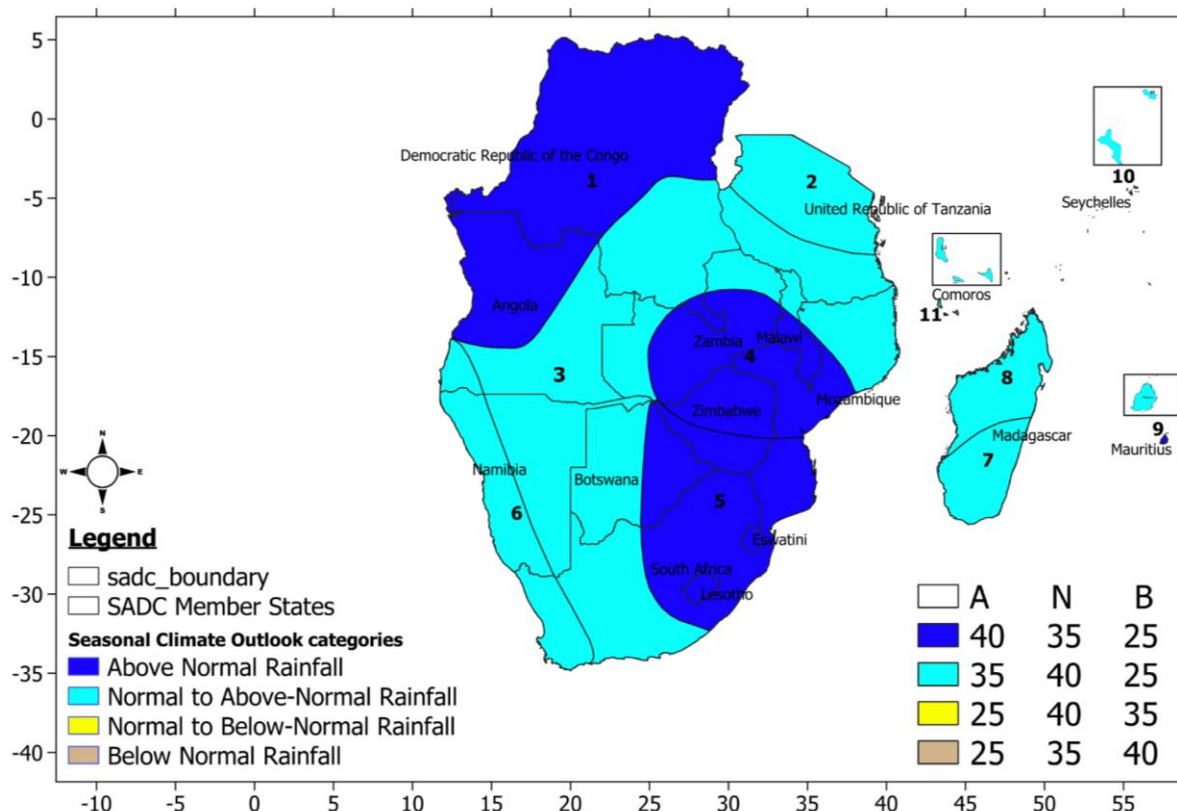 5
0
-5
-10
-15
-20
-25
-30
-35
-40
-10
-5
0
5
10
15
20
25
30
35
40
45
50
55
Democratic Republic of the Congo
1
2
United Republic of Tanzania
10
Seychelles
Comoros
11
Angola
Zambia
Malawi
4
3
Mozambique
Zimbabwe
8
Madagascar
7
9
Mauritius
Namibia
Botswana
6
5
Eswatini
South Africa
Lesotho
N
W
E
S
Legend
sadc_boundary
SADC Member States
Seasonal Climate Outlook categories
Above Normal Rainfall
Normal to Above-Normal Rainfall
Normal to Below-Normal Rainfall
Below Normal Rainfall
A N B
40 35 25
35 40 25
25 40 35
25 35 40